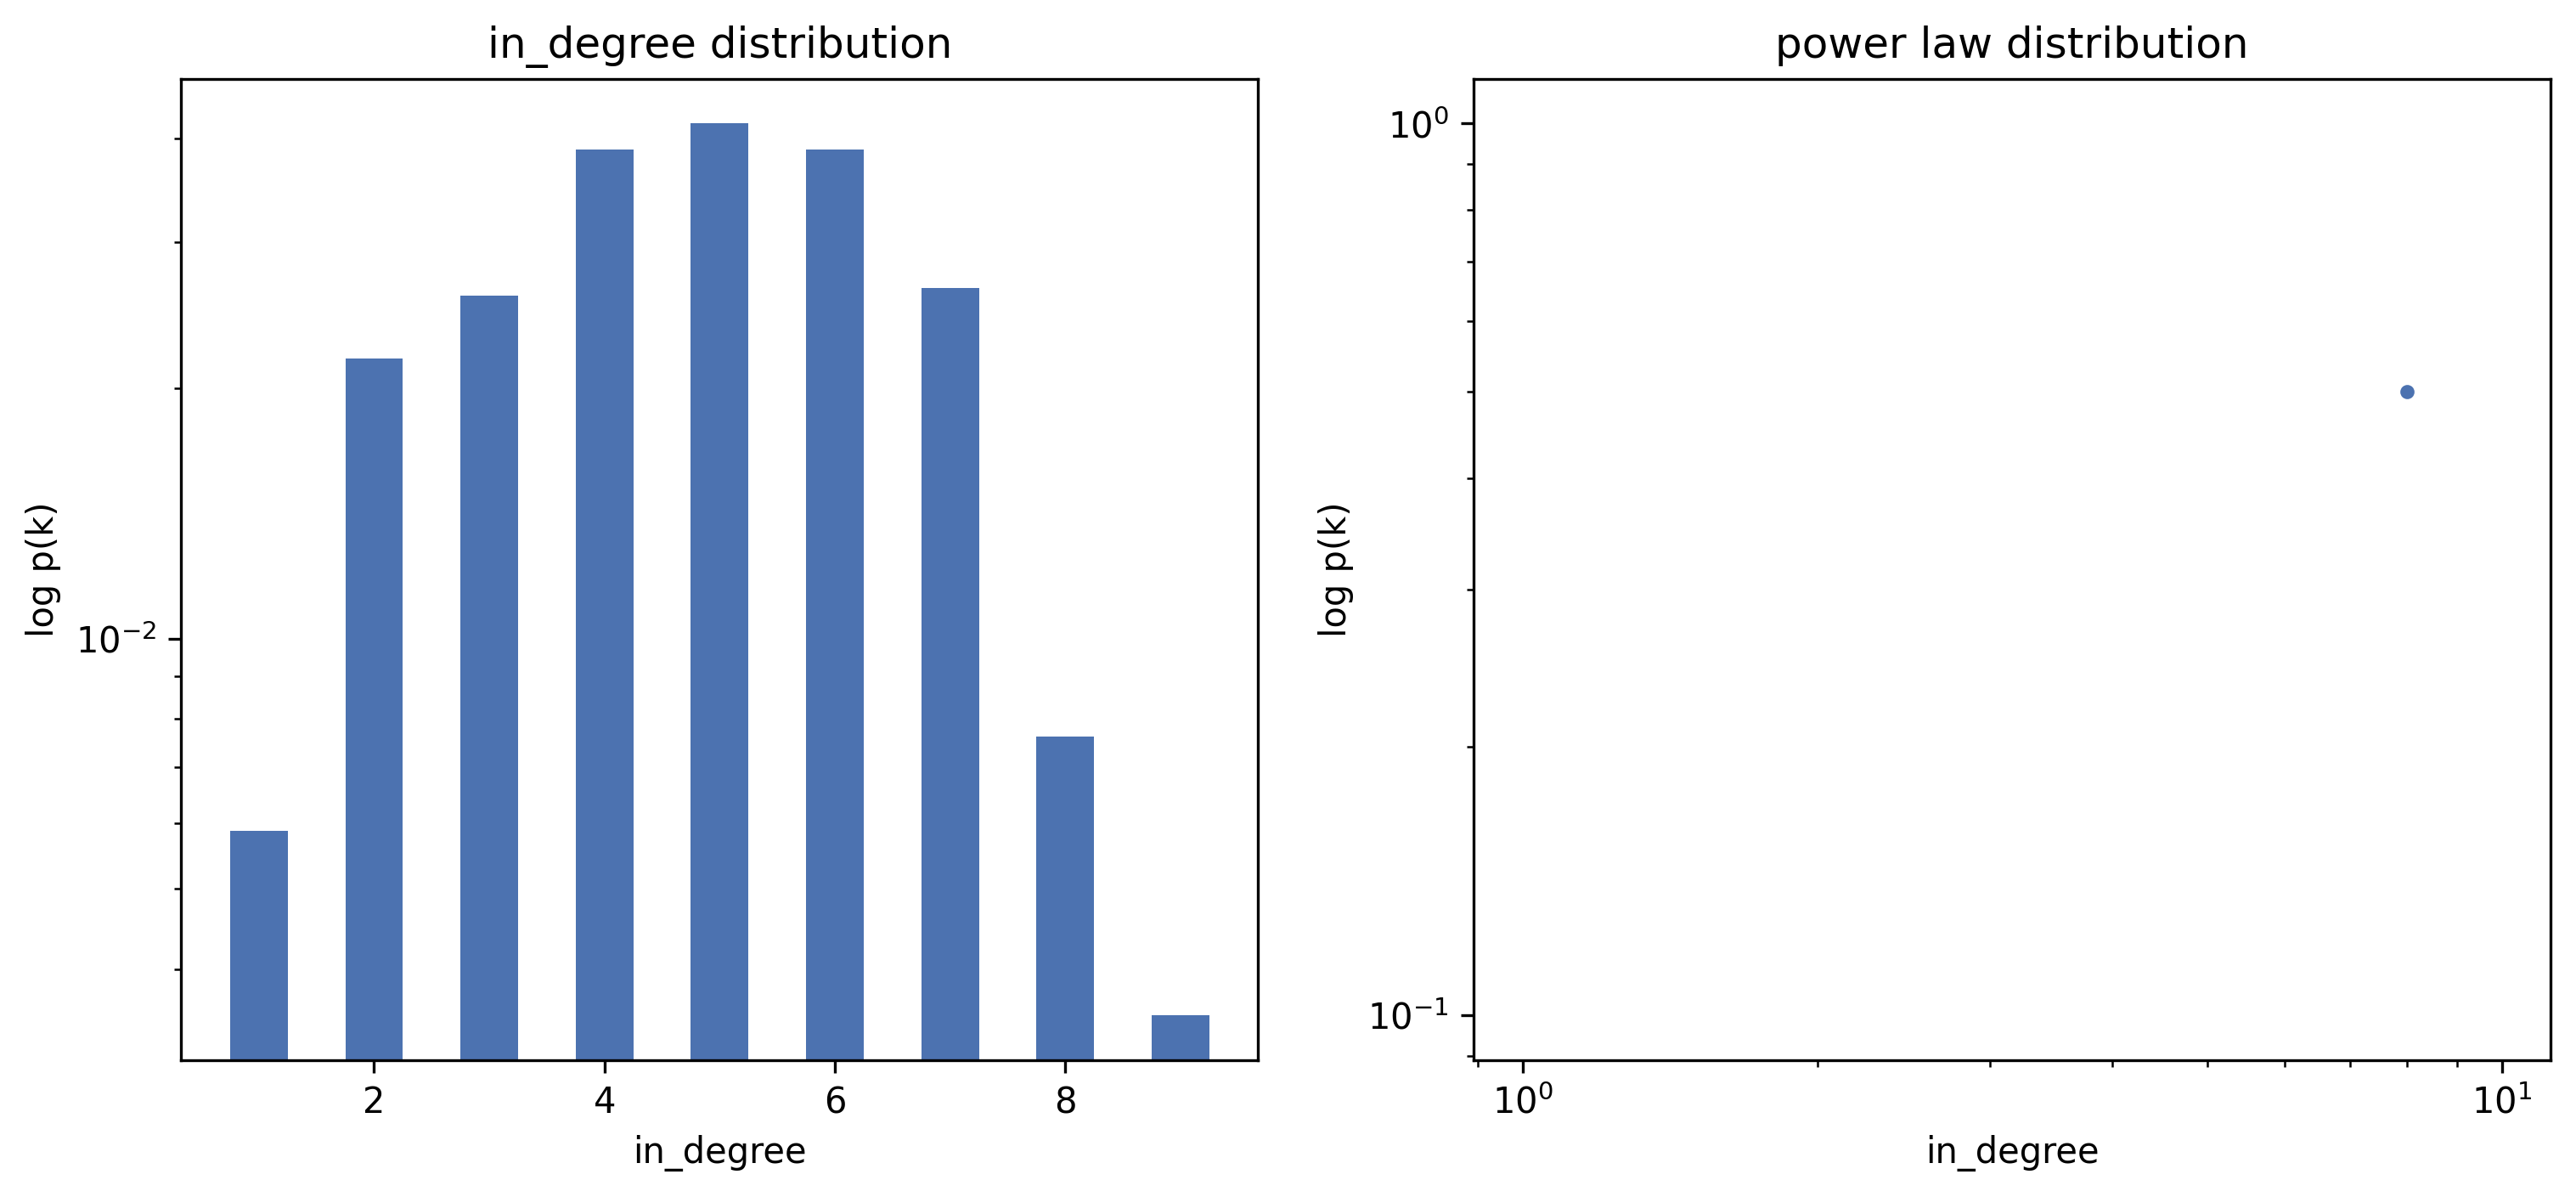 in_degree distribution
log p(k)
10⁻²
2 4 6 8
in_degree
power law distribution
log p(k)
10⁰
10⁻¹
10⁰ 10¹
in_degree